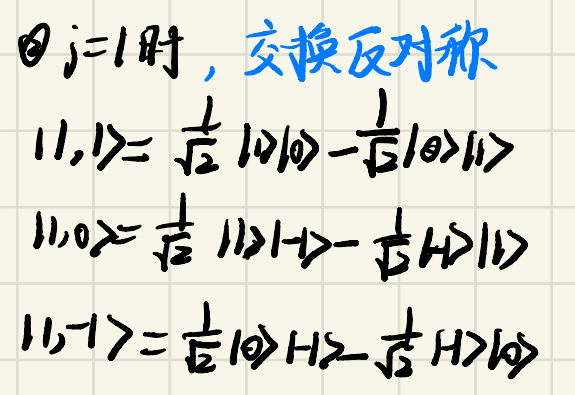 ② j=1时，交换反对称
|1,1>= 1/√2 |1>|0> - 1/√2 |0>|1>
|1,0>= 1/√2 |1>|-1> - 1/√2 |-1>|1>
|1,-1>= 1/√2 |0>|-1> - 1/√2 |-1>|0>